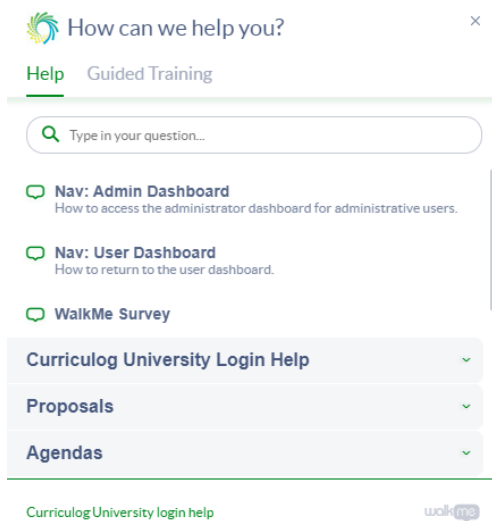 How can we help you?
Help Guided Training
Type in your question...
Nav: Admin Dashboard
How to access the administrator dashboard for administrative users.
Nav: User Dashboard
How to return to the user dashboard.
WalkMe Survey
Curriculog University Login Help
Proposals
Agendas
Curriculog University login help walkme